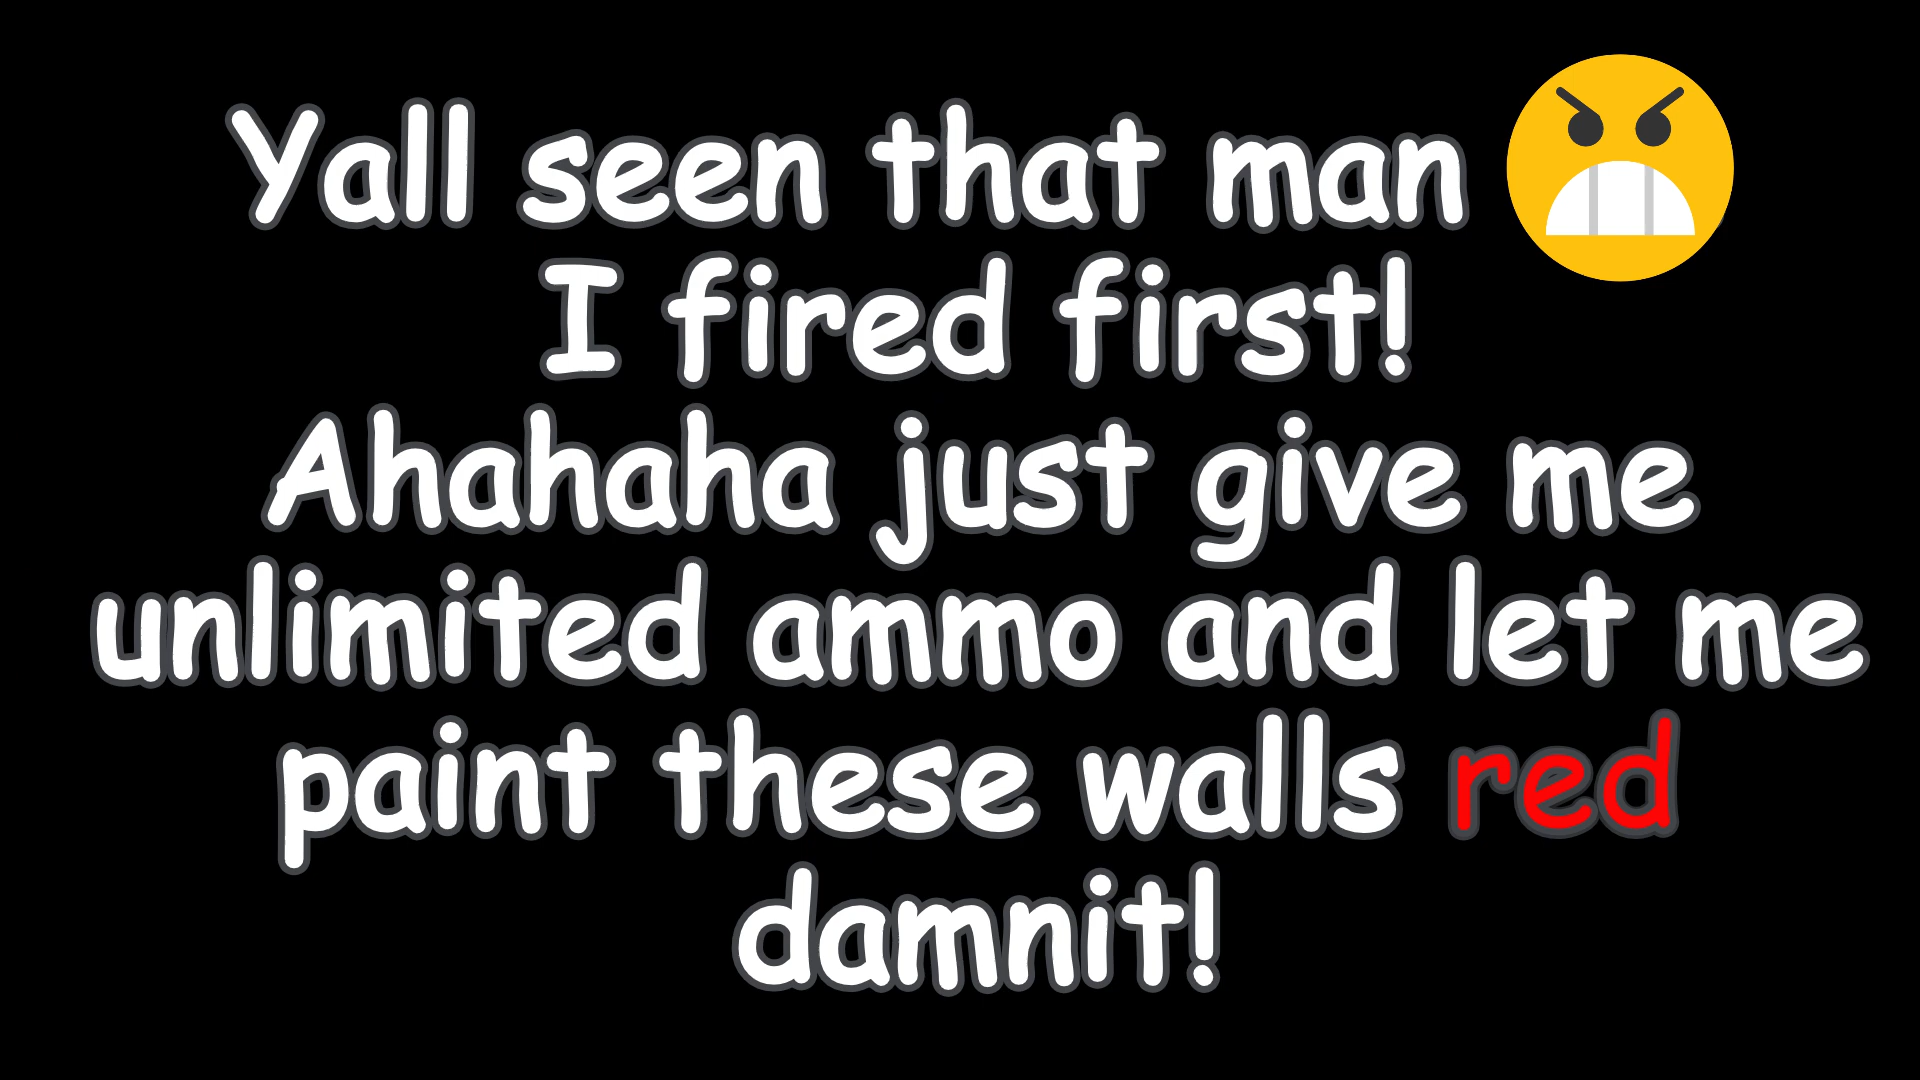 Yall seen that man
I fired first!
Ahahaha just give me
unlimited ammo and let me
paint these walls red
damnit!